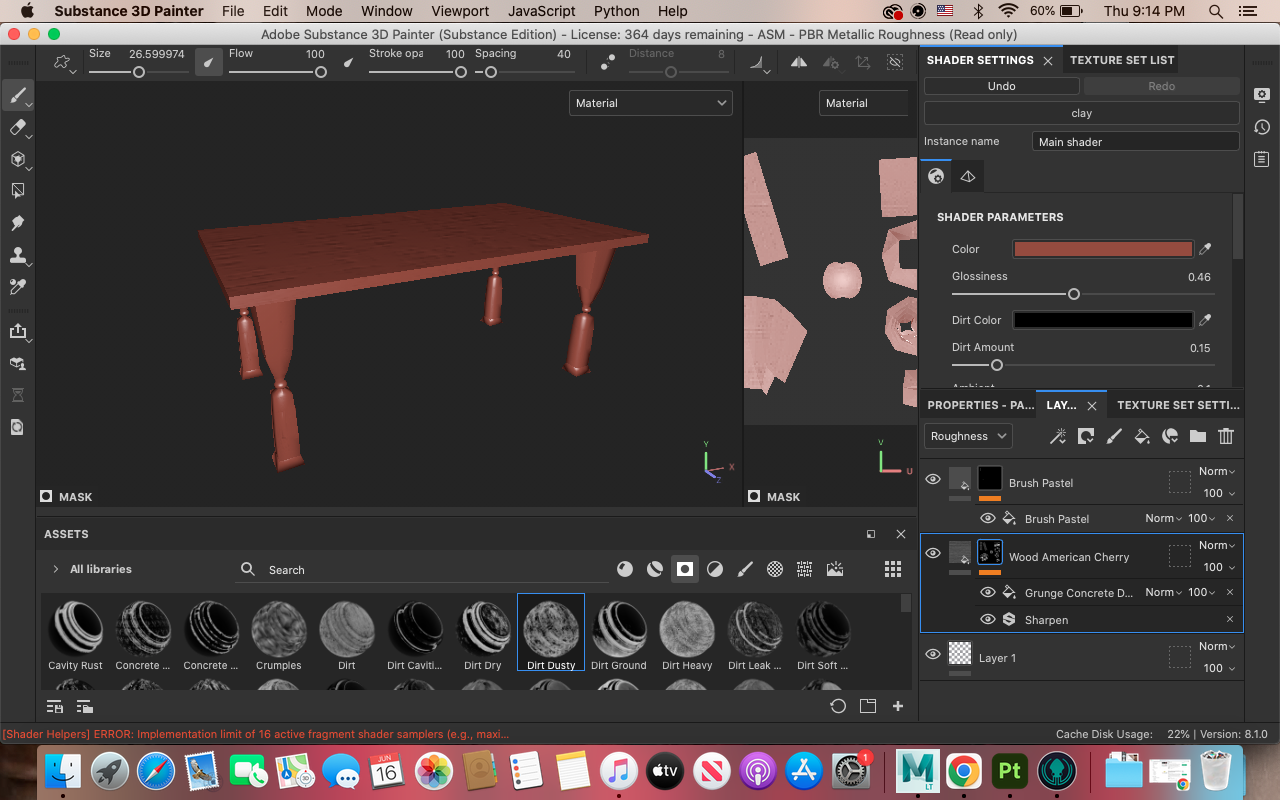 Substance 3D Painter File Edit Mode Window Viewport JavaScript Python Help 60% Thu 9:14 PM
Adobe Substance 3D Painter (Substance Edition) - License: 364 days remaining - ASM - PBR Metallic Roughness (Read only)
Size 26.599974 Flow 100 Stroke opa 100 Spacing 40 Distance 8
SHADER SETTINGS TEXTURE SET LIST
Undo Redo
clay
Instance name Main shader
Material
Material
SHADER PARAMETERS
Color
Glossiness 0.46
Dirt Color
Dirt Amount 0.15
Y
X
Z
V
U
MASK
MASK
PROPERTIES - PA... LAY... TEXTURE SET SETTI...
Roughness
Brush Pastel Norm
100
Brush Pastel Norm 100
Wood American Cherry Norm
100
Grunge Concrete D... Norm 100
Sharpen
Layer 1 Norm
100
ASSETS
All libraries Search
Cavity Rust Concrete ... Concrete ... Crumples Dirt Dirt Caviti... Dirt Dry Dirt Dusty Dirt Ground Dirt Heavy Dirt Leak ... Dirt Soft ...
[Shader Helpers] ERROR: Implementation limit of 16 active fragment shader samplers (e.g., maxi...
Cache Disk Usage: 22% | Version: 8.1.0
JUN
16
tv
1
M
LT
Pt